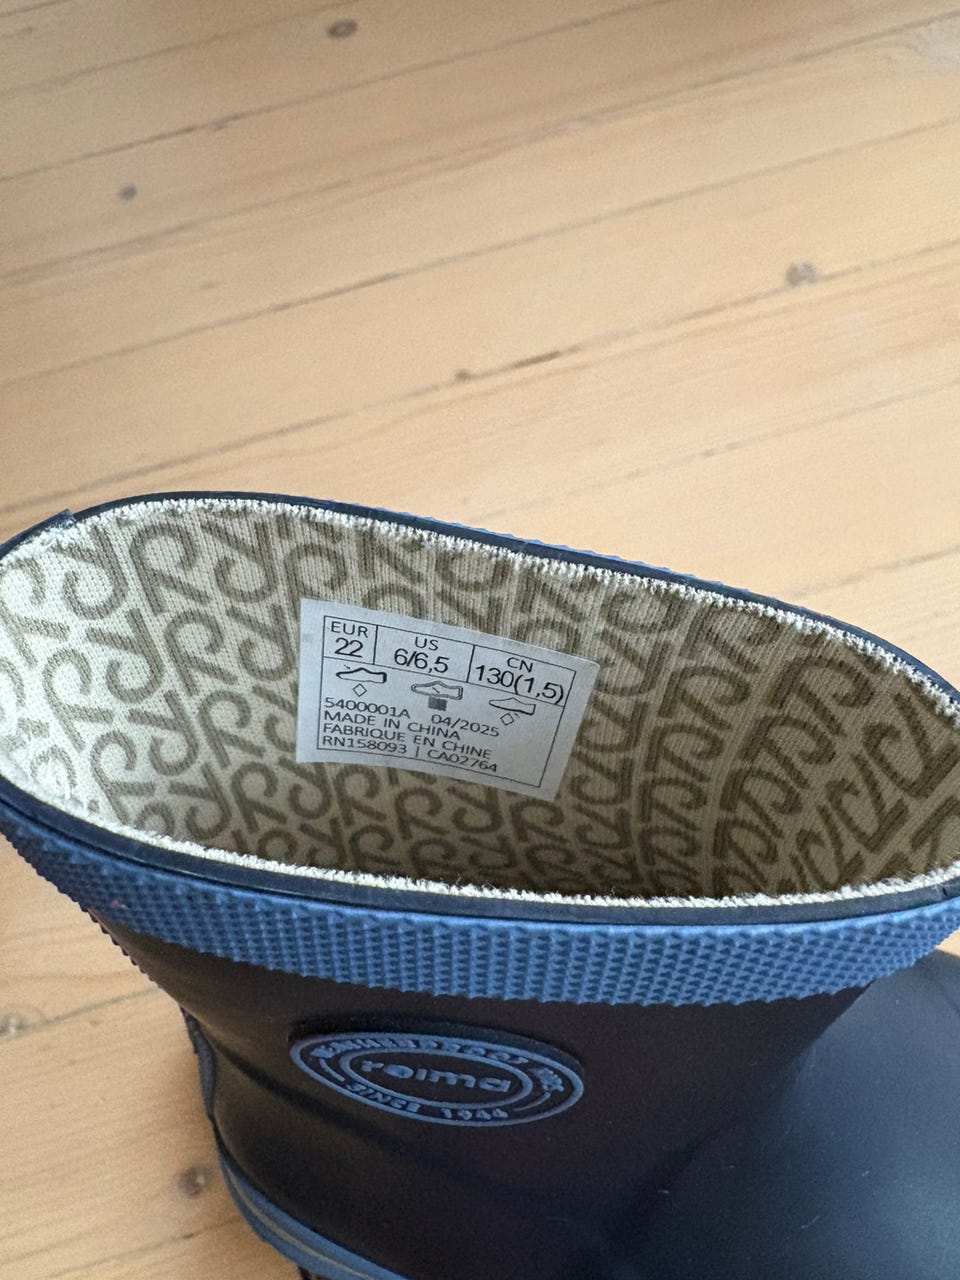 EUR US CN
22 6/6,5 130(1,5)
5400001A 04/2025
MADE IN CHINA
FABRIQUE EN CHINE
RN158093 | CA02764
reima
SINCE 1944